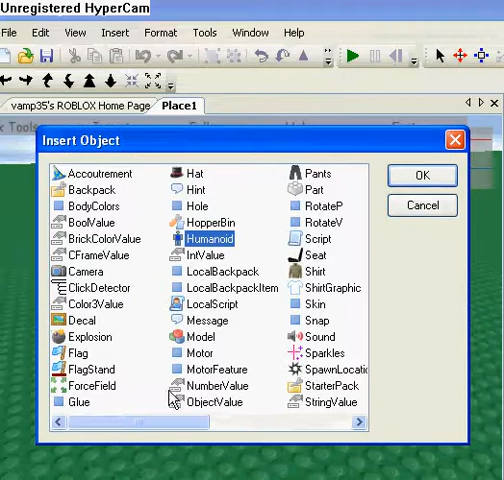 Unregistered HyperCam
File Edit View Insert Format Tools Window Help
vamp35's ROBLOX Home Page Place1
Tools
Insert Object
Accoutrement Hat Pants
Backpack Hint Part
BodyColors Hole RotateP
BoolValue HopperBin RotateV
BrickColorValue Humanoid Script
CFrameValue IntValue Seat
Camera LocalBackpack Shirt
ClickDetector LocalBackpackItem ShirtGraphic
Color3Value LocalScript Skin
Decal Message Snap
Explosion Model Sound
Flag Motor Sparkles
FlagStand MotorFeature SpawnLocatio
ForceField NumberValue StarterPack
Glue ObjectValue StringValue
OK
Cancel